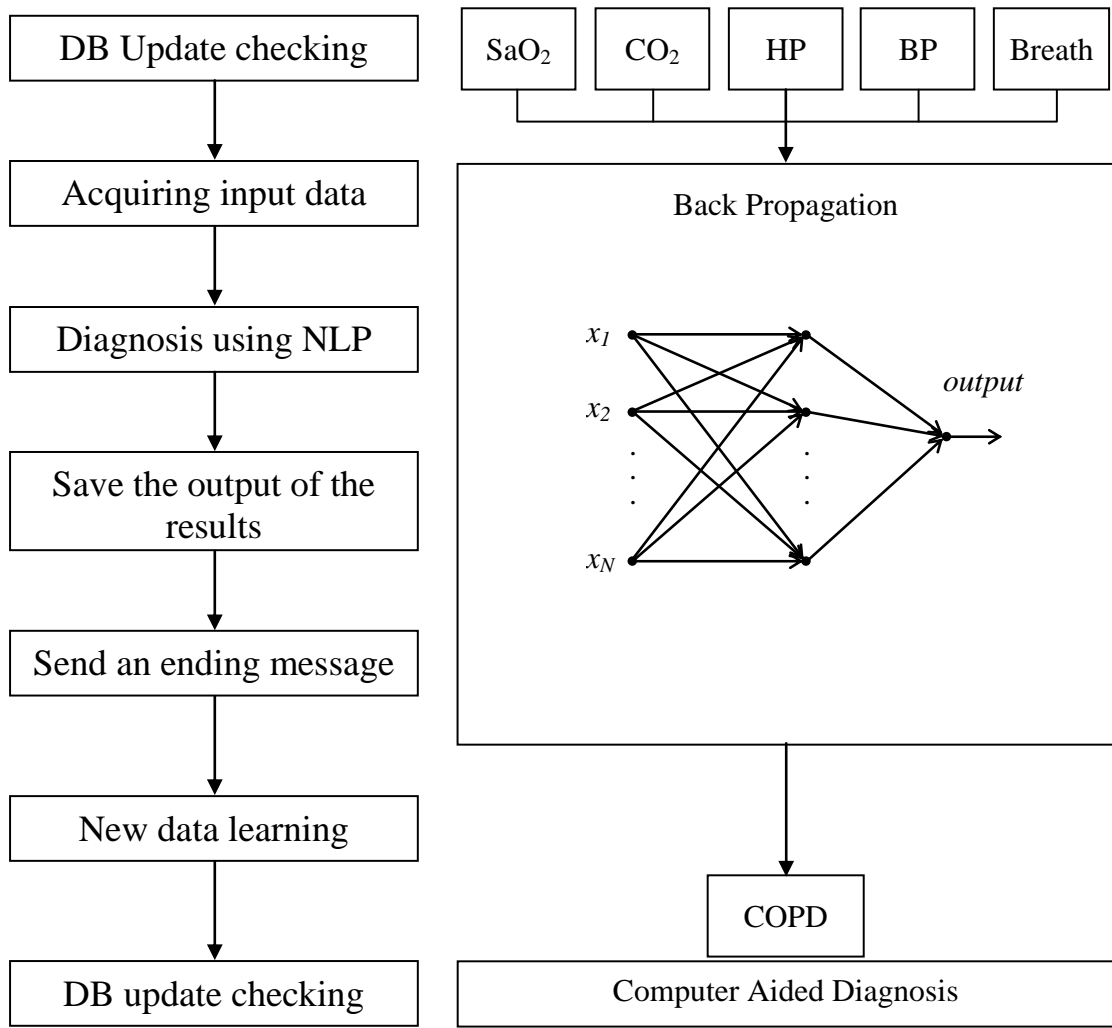 DB Update checking
Acquiring input data
Diagnosis using NLP
Save the output of the
results
Send an ending message
New data learning
DB update checking
SaO₂
CO₂
HP
BP
Breath
Back Propagation
x₁
x₂
.
.
.
xN
.
.
.
output
COPD
Computer Aided Diagnosis